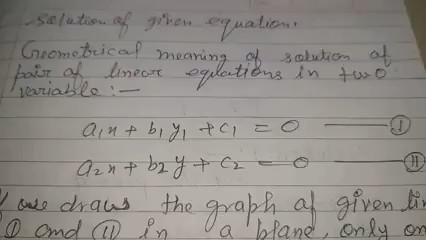 solution of given equation.
Geometrical meaning of solution of
pair of linear equations in two
variable :—
a₁x + b₁y₁ + c₁ = 0 —— Ⓘ
a₂x + b₂y + c₂ = 0 —— Ⓘⓘ
we draws the graph of given
Ⓘ and Ⓘⓘ in a plane, only